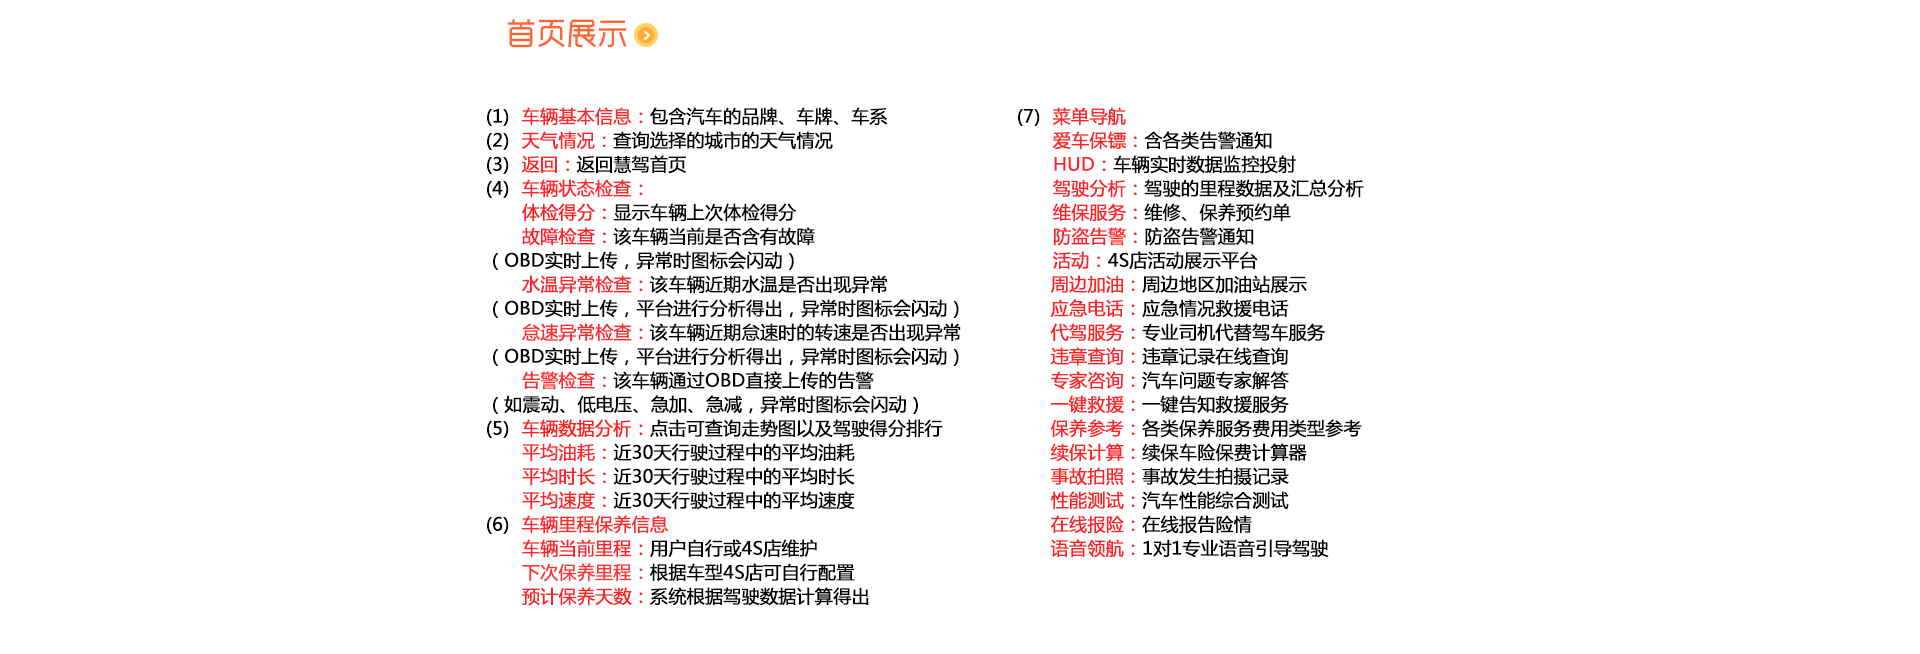 首页展示
(1) 车辆基本信息：包含汽车的品牌、车牌、车系
(2) 天气情况：查询选择的城市的天气情况
(3) 返回：返回慧驾首页
(4) 车辆状态检查：
体检得分：显示车辆上次体检得分
故障检查：该车辆当前是否含有故障
（OBD实时上传，异常时图标会闪动）
水温异常检查：该车辆近期水温是否出现异常
（OBD实时上传，平台进行分析得出，异常时图标会闪动）
怠速异常检查：该车辆近期怠速时的转速是否出现异常
（OBD实时上传，平台进行分析得出，异常时图标会闪动）
告警检查：该车辆通过OBD直接上传的告警
（如震动、低电压、急加、急减，异常时图标会闪动）
(5) 车辆数据分析：点击可查询走势图以及驾驶得分排行
平均油耗：近30天行驶过程中的平均油耗
平均时长：近30天行驶过程中的平均时长
平均速度：近30天行驶过程中的平均速度
(6) 车辆里程保养信息
车辆当前里程：用户自行或4S店维护
下次保养里程：根据车型4S店可自行配置
预计保养天数：系统根据驾驶数据计算得出
(7) 菜单导航
爱车保镖：含各类告警通知
HUD：车辆实时数据监控投射
驾驶分析：驾驶的里程数据及汇总分析
维保服务：维修、保养预约单
防盗告警：防盗告警通知
活动：4S店活动展示平台
周边加油：周边地区加油站展示
应急电话：应急情况救援电话
代驾服务：专业司机代替驾车服务
违章查询：违章记录在线查询
专家咨询：汽车问题专家解答
一键救援：一键告知救援服务
保养参考：各类保养服务费用类型参考
续保计算：续保车险保费计算器
事故拍照：事故发生拍摄记录
性能测试：汽车性能综合测试
在线报险：在线报告险情
语音领航：1对1专业语音引导驾驶